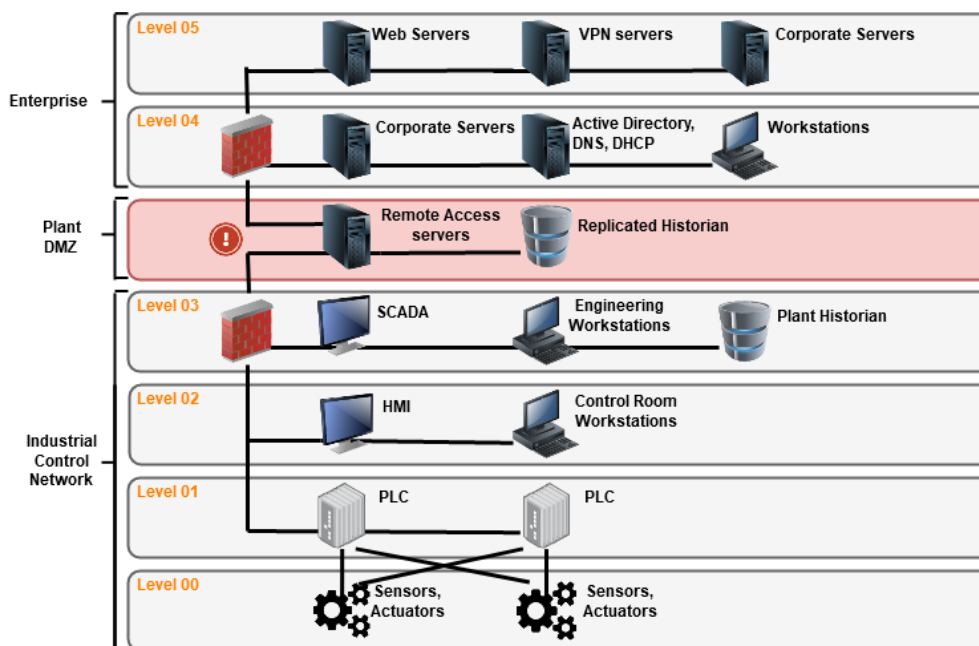 Level 05
Web Servers
VPN servers
Corporate Servers
Enterprise
Level 04
Corporate Servers
Active Directory,
DNS, DHCP
Workstations
Plant
DMZ
!
Remote Access
servers
Replicated Historian
Level 03
SCADA
Engineering
Workstations
Plant Historian
Level 02
HMI
Control Room
Workstations
Industrial
Control
Network
Level 01
PLC
PLC
Level 00
Sensors,
Actuators
Sensors,
Actuators